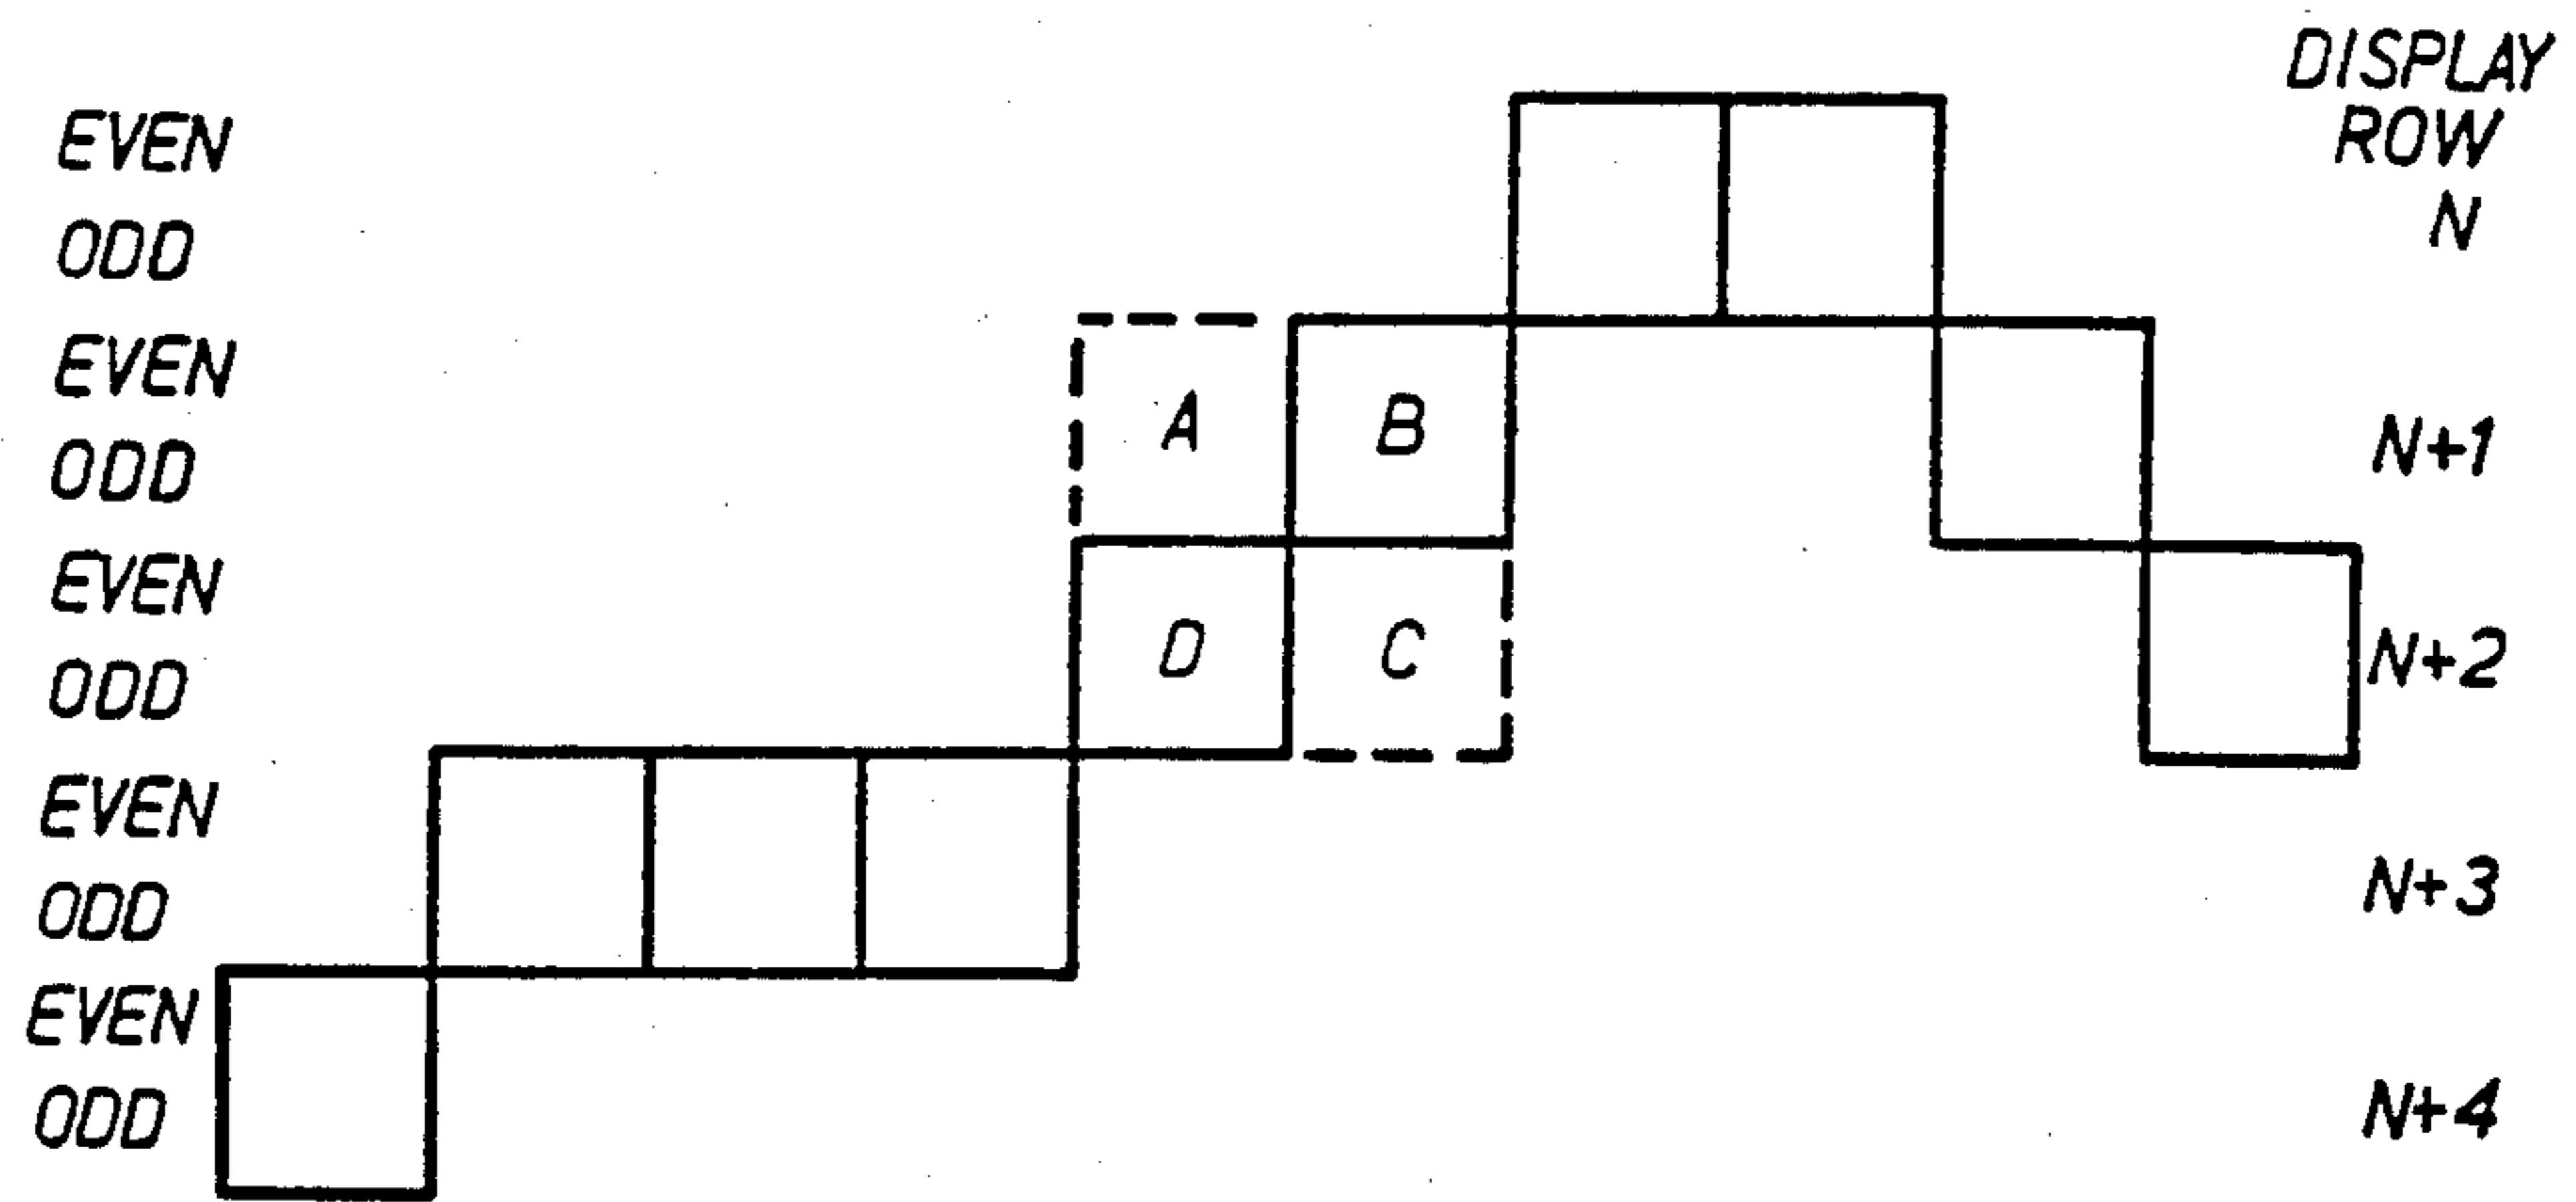 DISPLAY
EVEN
ROW
ODD
N
EVEN
A B
ODD
N+1
EVEN
D C
ODD
N+2
EVEN
ODD
N+3
EVEN
ODD
N+4